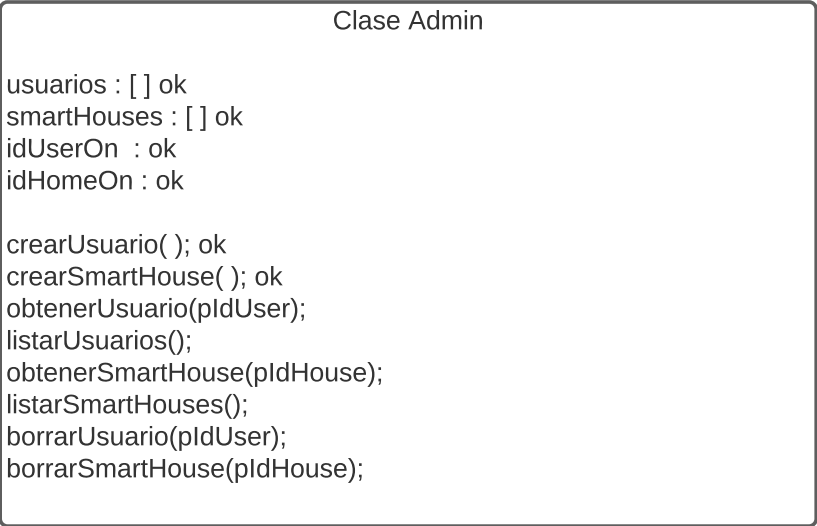 Clase Admin
usuarios : [ ] ok
smartHouses : [ ] ok
idUserOn  : ok
idHomeOn : ok
crearUsuario( ); ok
crearSmartHouse( ); ok
obtenerUsuario(pIdUser);
listarUsuarios();
obtenerSmartHouse(pIdHouse);
listarSmartHouses();
borrarUsuario(pIdUser);
borrarSmartHouse(pIdHouse);